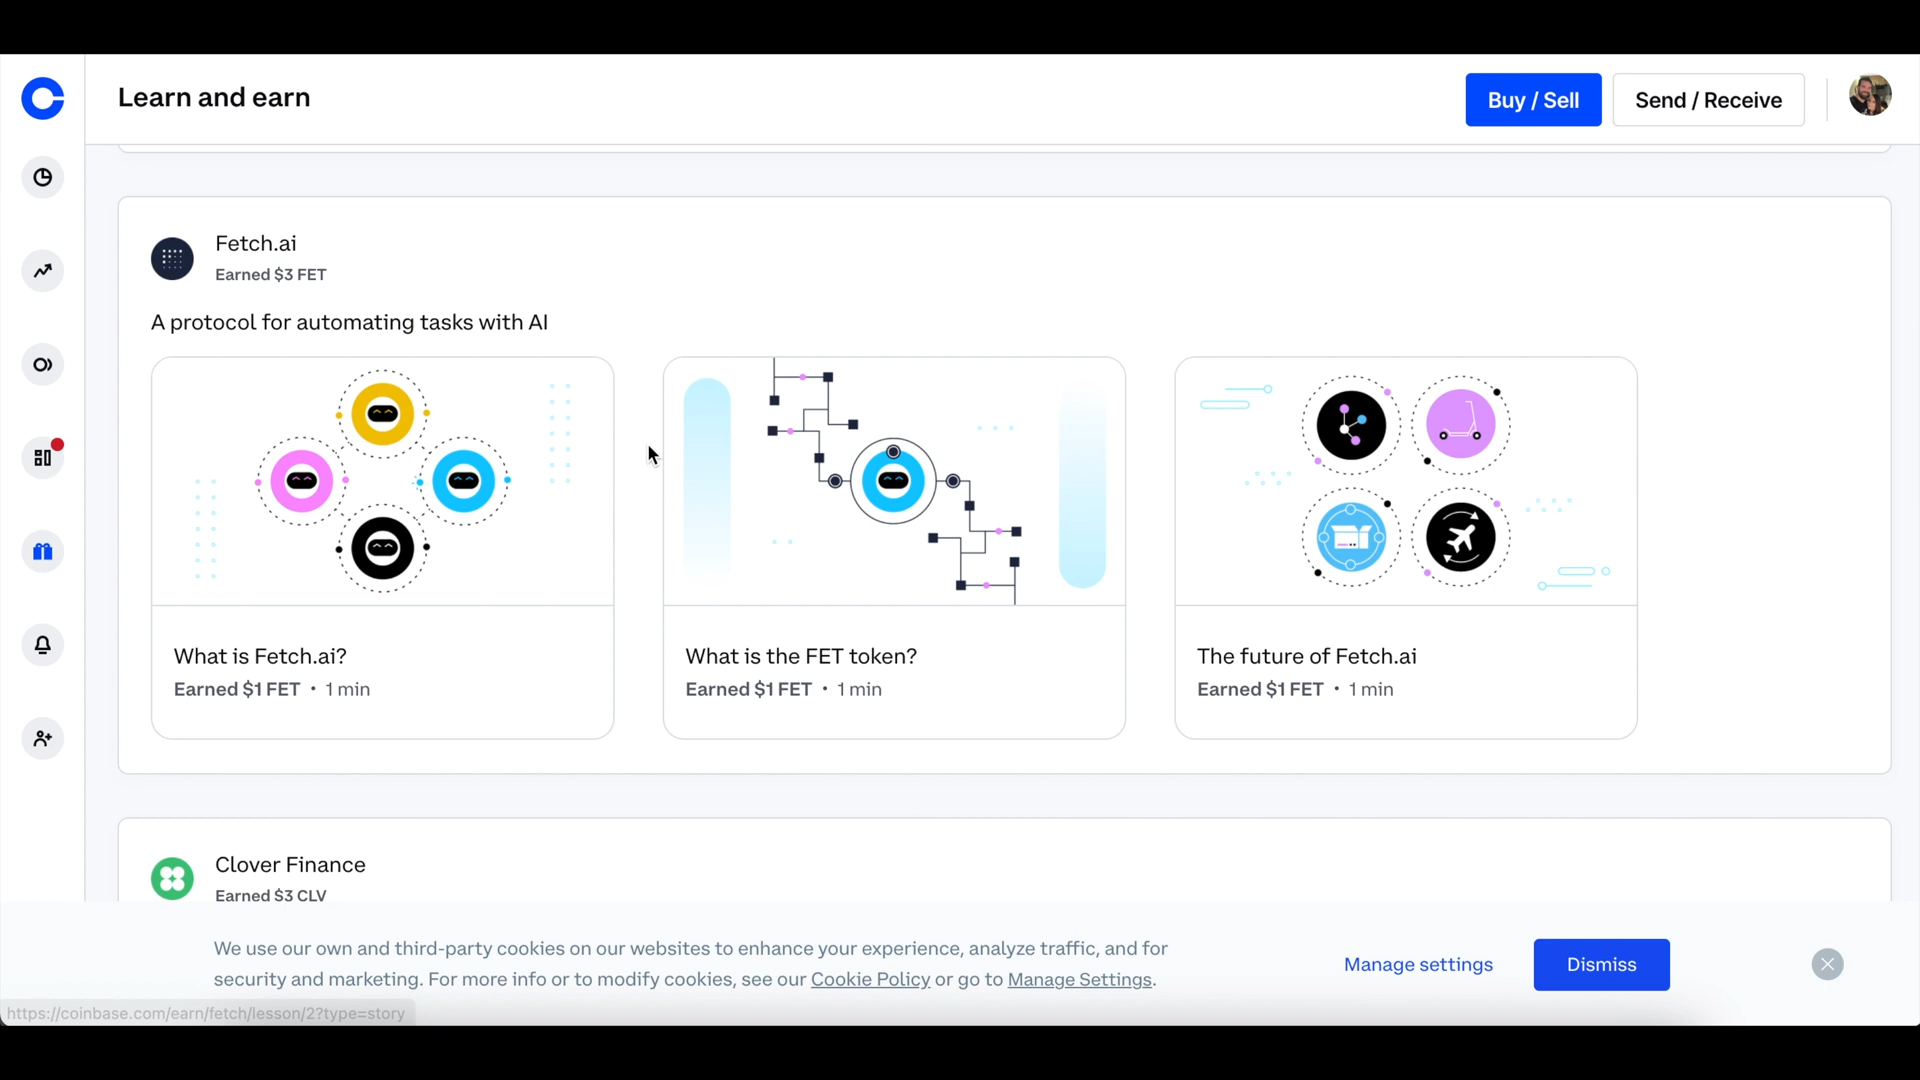 Learn and earn
Buy / Sell
Send / Receive
Fetch.ai
Earned $3 FET
A protocol for automating tasks with AI
What is Fetch.ai?
Earned $1 FET • 1 min
What is the FET token?
Earned $1 FET • 1 min
The future of Fetch.ai
Earned $1 FET • 1 min
Clover Finance
Earned $3 CLV
We use our own and third-party cookies on our websites to enhance your experience, analyze traffic, and for
security and marketing. For more info or to modify cookies, see our Cookie Policy or go to Manage Settings.
Manage settings
Dismiss
https://coinbase.com/earn/fetch/lesson/2?type=story